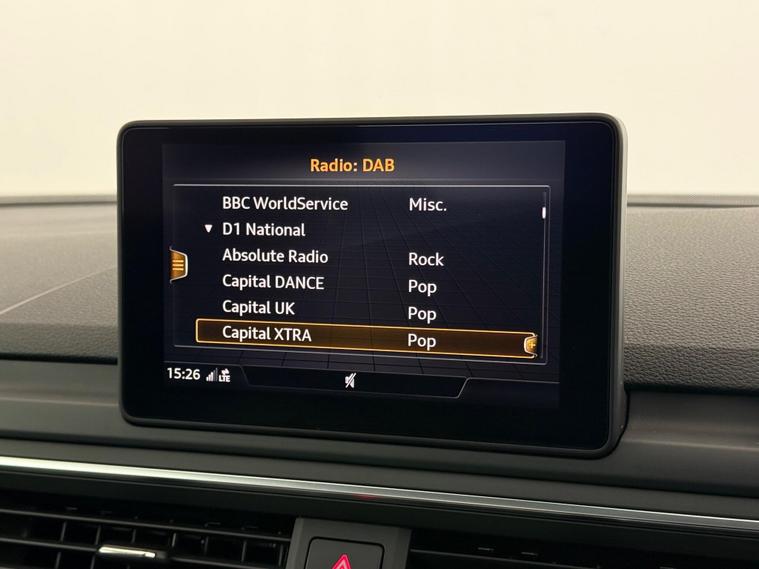 Radio: DAB
BBC WorldService Misc.
D1 National
Absolute Radio Rock
Capital DANCE Pop
Capital UK Pop
Capital XTRA Pop
15:26 LTE